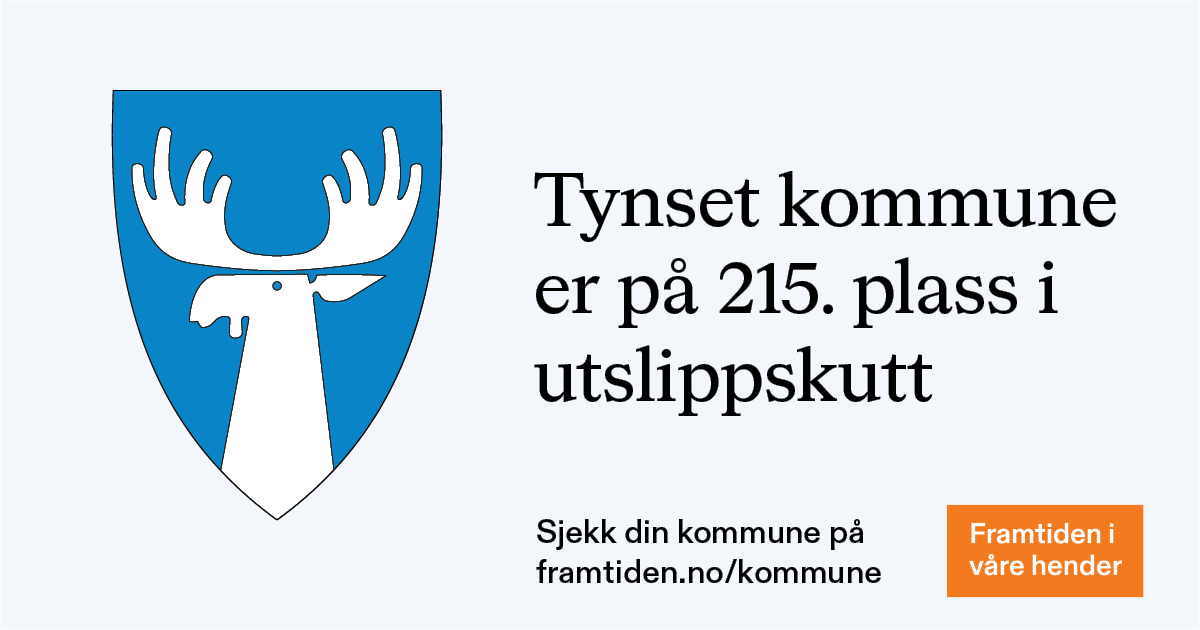 Tynset kommune
er på 215. plass i
utslippskutt
Sjekk din kommune på
framtiden.no/kommune
Framtiden i
våre hender